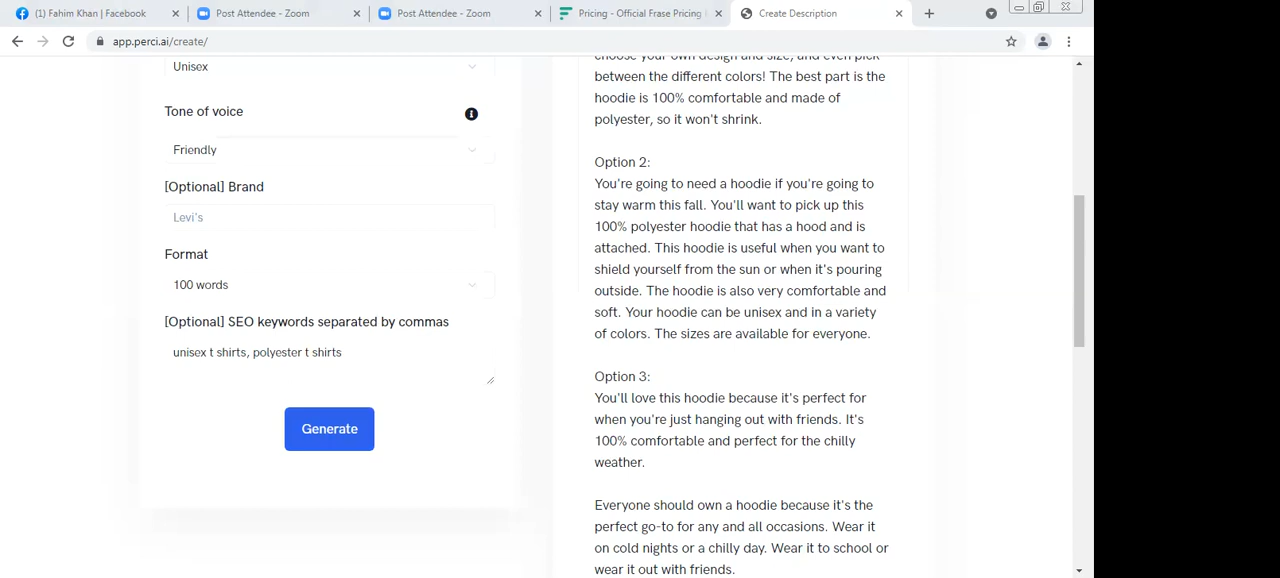 (1) Fahim Khan | Facebook
Post Attendee - Zoom
Post Attendee - Zoom
Pricing - Official Frase Pricing
Create Description
app.perci.ai/create/
Unisex
Tone of voice
Friendly
[Optional] Brand
Levi's
Format
100 words
[Optional] SEO keywords separated by commas
unisex t shirts, polyester t shirts
Generate
choose your own design and size, and even pick
between the different colors! The best part is the
hoodie is 100% comfortable and made of
polyester, so it won't shrink.
Option 2:
You're going to need a hoodie if you're going to
stay warm this fall. You'll want to pick up this
100% polyester hoodie that has a hood and is
attached. This hoodie is useful when you want to
shield yourself from the sun or when it's pouring
outside. The hoodie is also very comfortable and
soft. Your hoodie can be unisex and in a variety
of colors. The sizes are available for everyone.
Option 3:
You'll love this hoodie because it's perfect for
when you're just hanging out with friends. It's
100% comfortable and perfect for the chilly
weather.
Everyone should own a hoodie because it's the
perfect go-to for any and all occasions. Wear it
on cold nights or a chilly day. Wear it to school or
wear it out with friends.